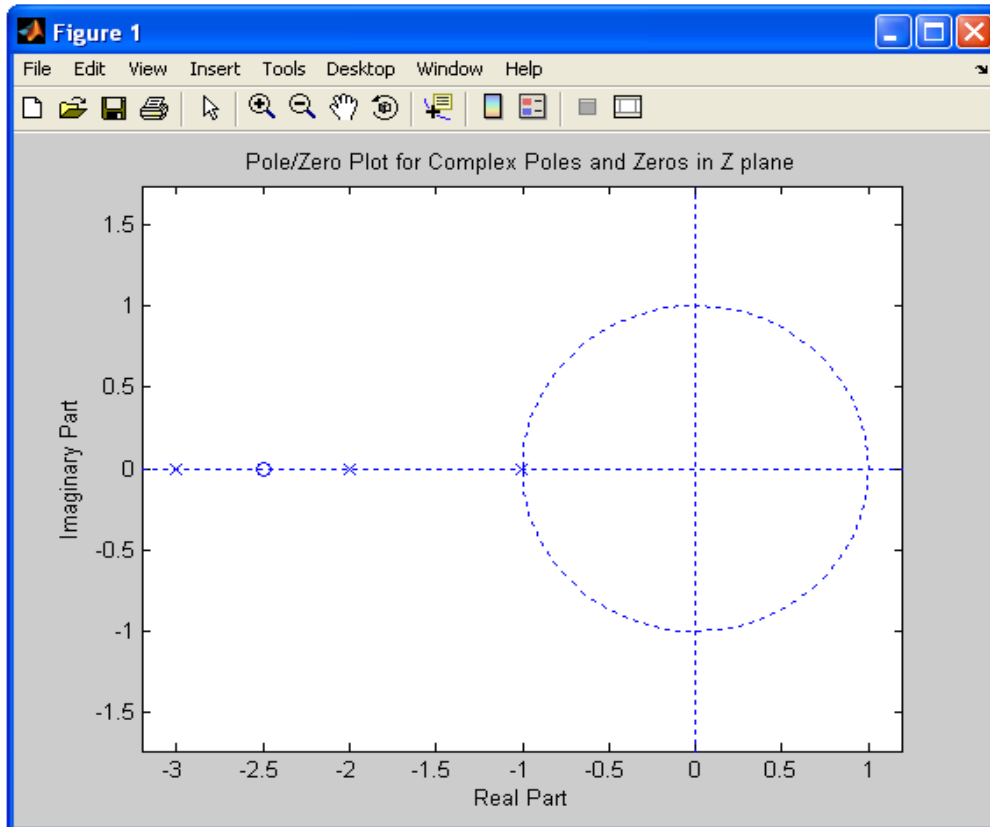 Figure 1
File Edit View Insert Tools Desktop Window Help
Pole/Zero Plot for Complex Poles and Zeros in Z plane
1.5
1
0.5
0
-0.5
-1
-1.5
Imaginary Part
-3 -2.5 -2 -1.5 -1 -0.5 0 0.5 1
Real Part